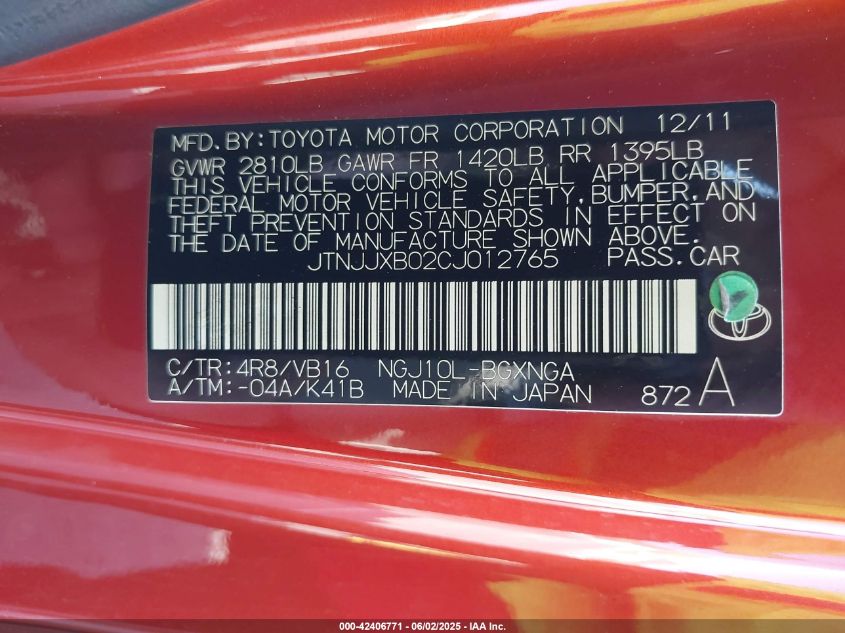 MFD.BY:TOYOTA MOTOR CORPORATION 12/11
GVWR 2810LB GAWR FR 1420LB RR 1395LB
THIS VEHICLE CONFORMS TO ALL APPLICABLE
FEDERAL MOTOR VEHICLE SAFETY,BUMPER,AND
THEFT PREVENTION STANDARDS IN EFFECT ON
THE DATE OF MANUFACTURE SHOWN ABOVE.
JTNJJXB02CJ012765 PASS.CAR
C/TR:4R8/VB16 NGJ10L-BGXNGA
A/TM:-04A/K41B MADE IN JAPAN 872A
000-42406771 - 06/02/2025 - IAA Inc.